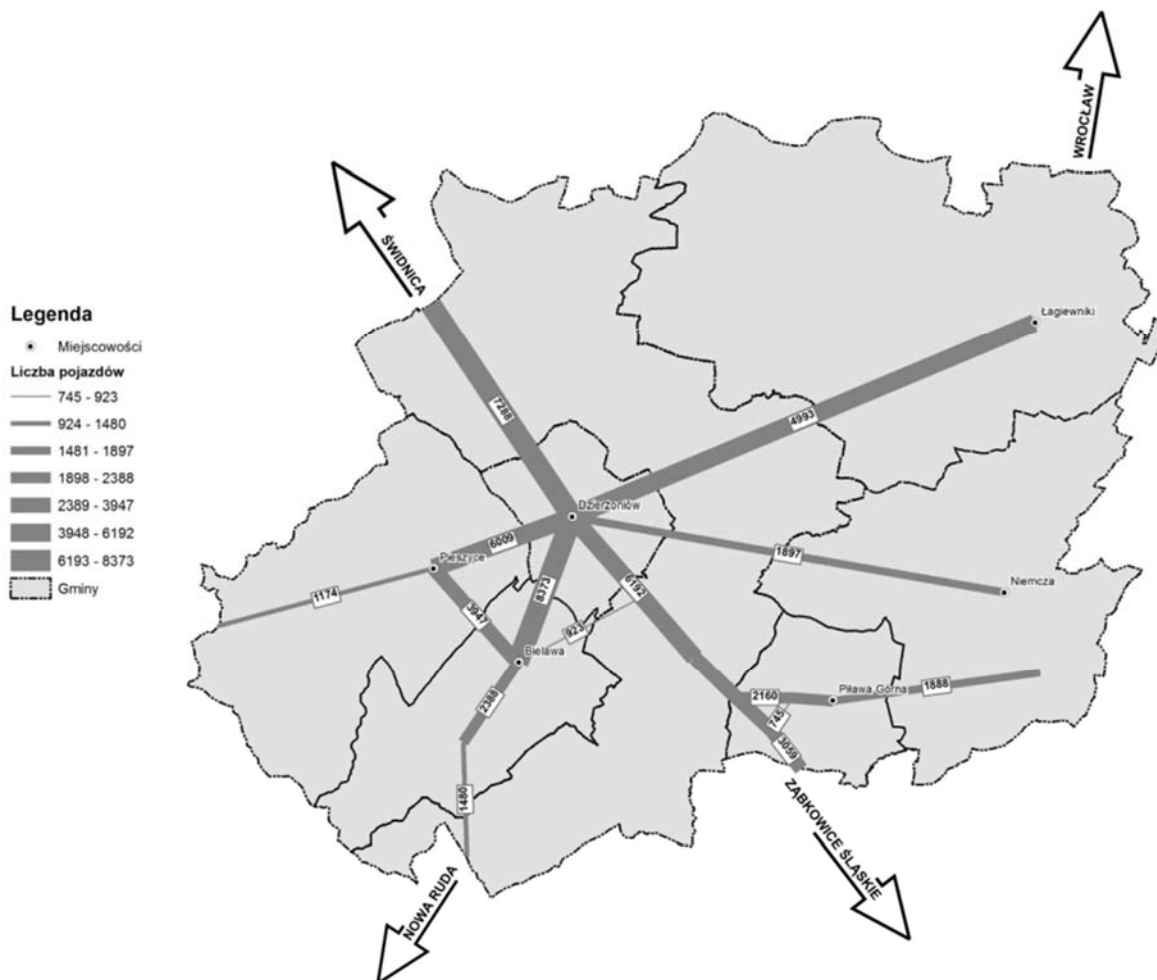 WROCŁAW
ŚWIDNICA
Legenda
Miejscowości
Liczba pojazdów
745 - 923
924 - 1480
1481 - 1897
1898 - 2388
2389 - 3947
3948 - 6192
6193 - 8373
Gminy
Łagiewniki
7288
4993
Dzierżoniów
6009
Pieszyce
1897
8373
6192
Niemcza
1174
3947
923
Bielawa
2388
2160
Piława Górna
1888
745
3059
1480
ZĄBKOWICE ŚLĄSKIE
NOWA RUDA